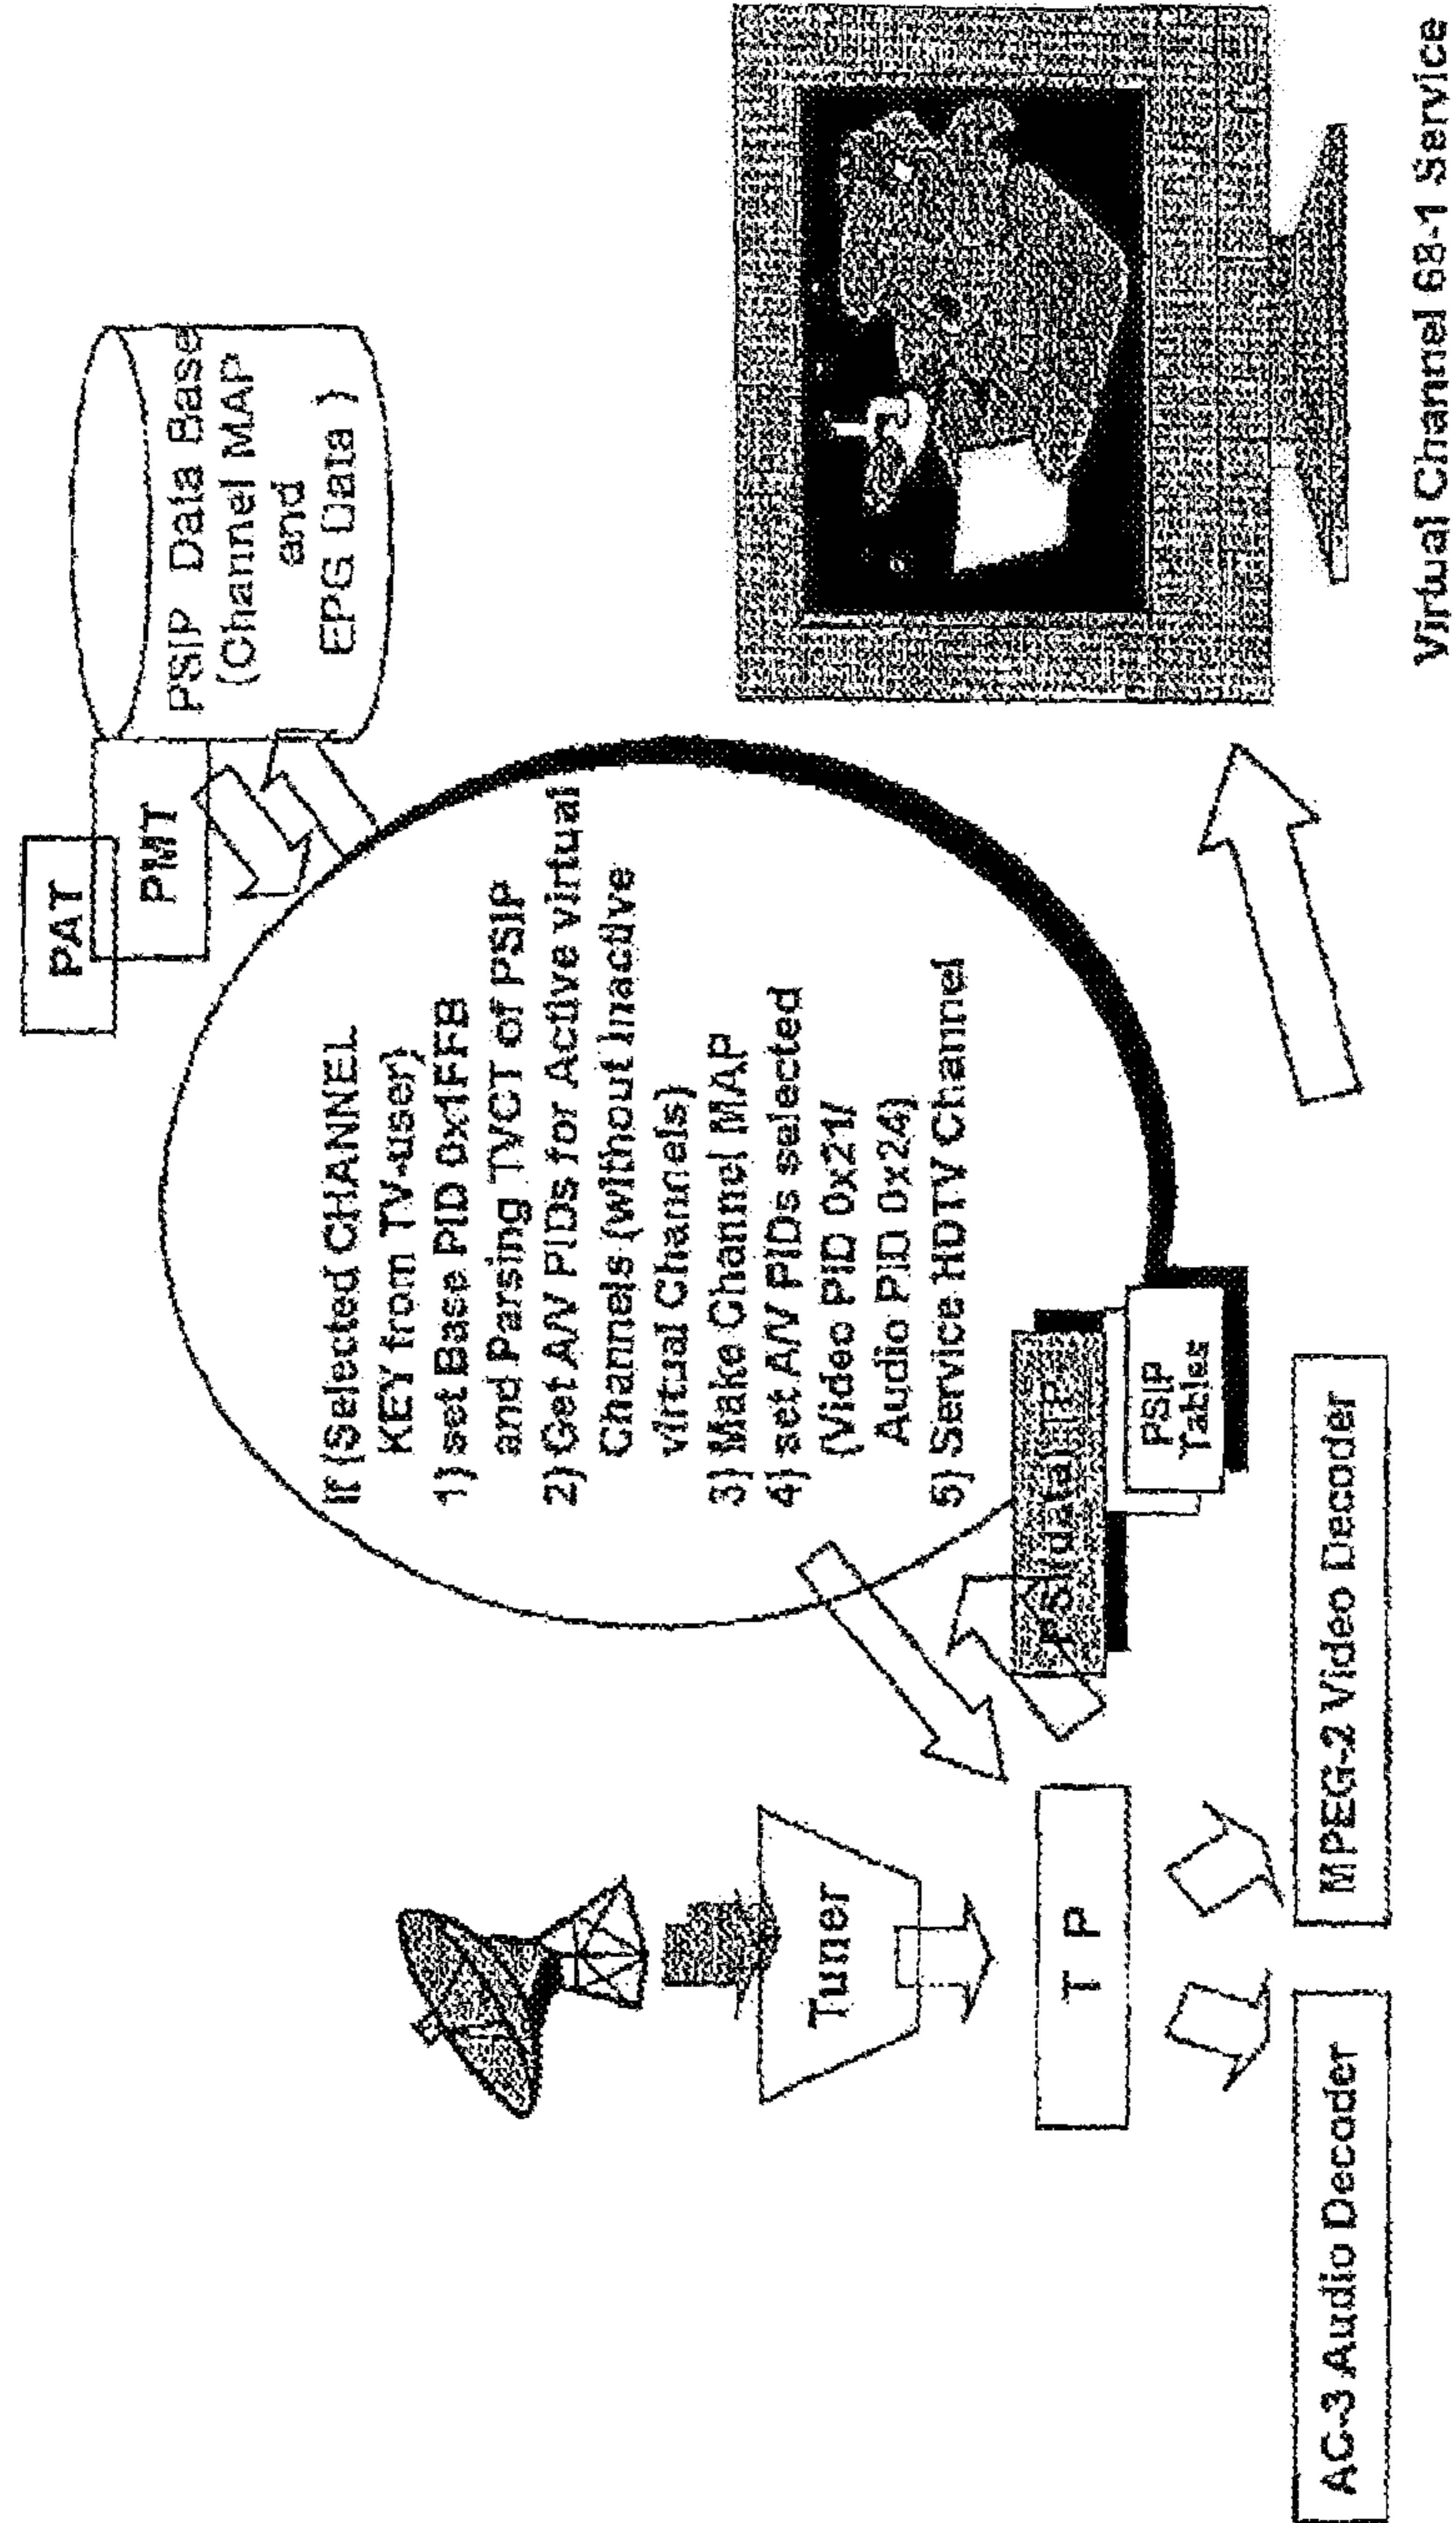 PAT
PMT
PSIP Data Base
(Channel MAP
and
EPG Data )
If (Selected CHANNEL
KEY from TV-user)
1) set Base PID 0x1FFB
and Parsing TVCT of PSIP
2) Get A/V PIDs for Active virtual
Channels (without Inactive
virtual Channels)
3) Make Channel MAP
4) set A/V PIDs selected
(Video PID 0x21/
Audio PID 0x24)
5) Service HDTV Channel
Tuner
T P
PSI(data)
PSIP
Tables
AC-3 Audio Decoder
MPEG-2 Video Decoder
Virtual Channel 68-1 Service